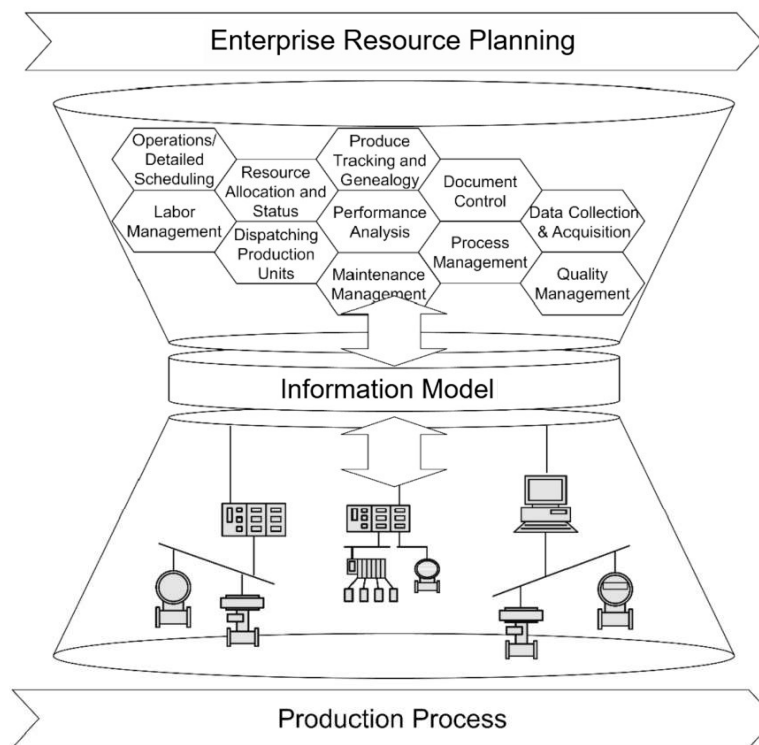 Enterprise Resource Planning
Operations/
Detailed
Scheduling
Resource
Allocation and
Status
Produce
Tracking and
Genealogy
Document
Control
Labor
Management
Dispatching
Production
Units
Performance
Analysis
Process
Management
Data Collection
& Acquisition
Maintenance
Management
Quality
Management
Information Model
Production Process